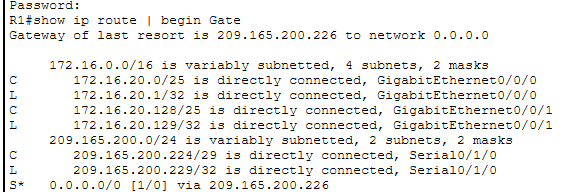 Password:
R1#show ip route | begin Gate
Gateway of last resort is 209.165.200.226 to network 0.0.0.0

     172.16.0.0/16 is variably subnetted, 4 subnets, 2 masks
C       172.16.20.0/25 is directly connected, GigabitEthernet0/0/0
L       172.16.20.1/32 is directly connected, GigabitEthernet0/0/0
C       172.16.20.128/25 is directly connected, GigabitEthernet0/0/1
L       172.16.20.129/32 is directly connected, GigabitEthernet0/0/1
     209.165.200.0/24 is variably subnetted, 2 subnets, 2 masks
C       209.165.200.224/29 is directly connected, Serial0/1/0
L       209.165.200.229/32 is directly connected, Serial0/1/0
S*   0.0.0.0/0 [1/0] via 209.165.200.226